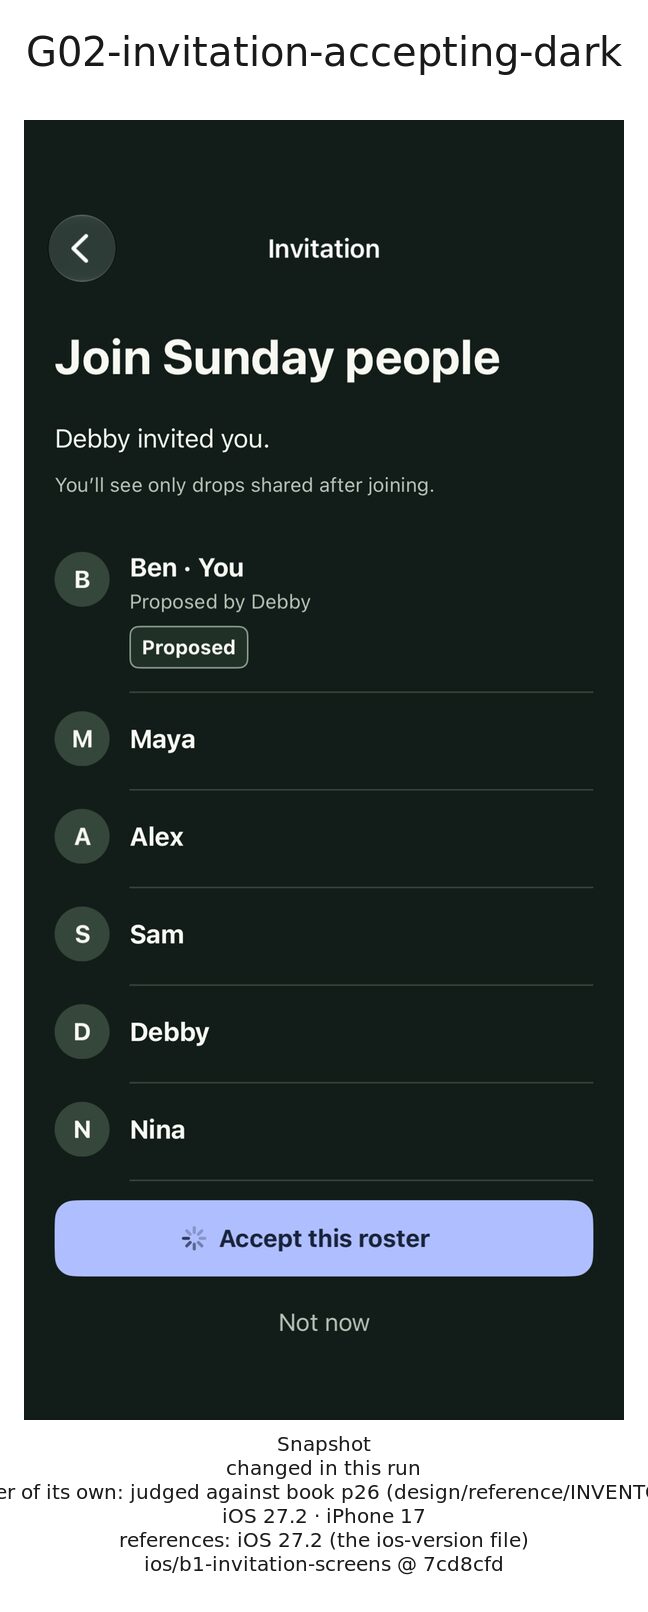 G02-invitation-accepting-dark
Invitation
Join Sunday people
Debby invited you.
You’ll see only drops shared after joining.
B
Ben · You
Proposed by Debby
Proposed
M
Maya
A
Alex
S
Sam
D
Debby
N
Nina
Accept this roster
Not now
Snapshot
changed in this run
of its own: judged against book p26 (design/reference/
iOS 27.2 · iPhone 17
references: iOS 27.2 (the ios-version file)
ios/b1-invitation-screens @ 7cd8cfd